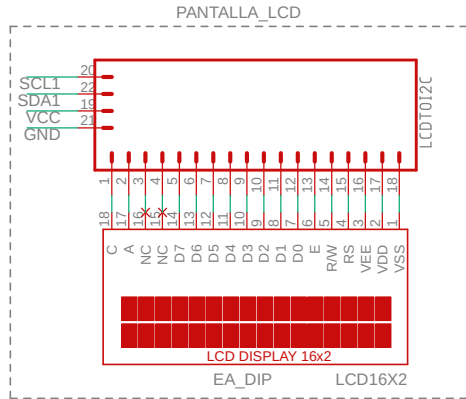 PANTALLA_LCD
20
SCL1
22
SDA1
19
VCC
21
GND
LCDTOI2C
1 2 3 4 5 6 7 8 9 10 11 12 13 14 15 16 17 18
18 17 16 15 14 13 12 11 10 9 8 7 6 5 4 3 2 1
C A NC NC D7 D6 D5 D4 D3 D2 D1 D0 E R/W RS VEE VDD VSS
LCD DISPLAY 16x2
EA_DIP LCD16X2